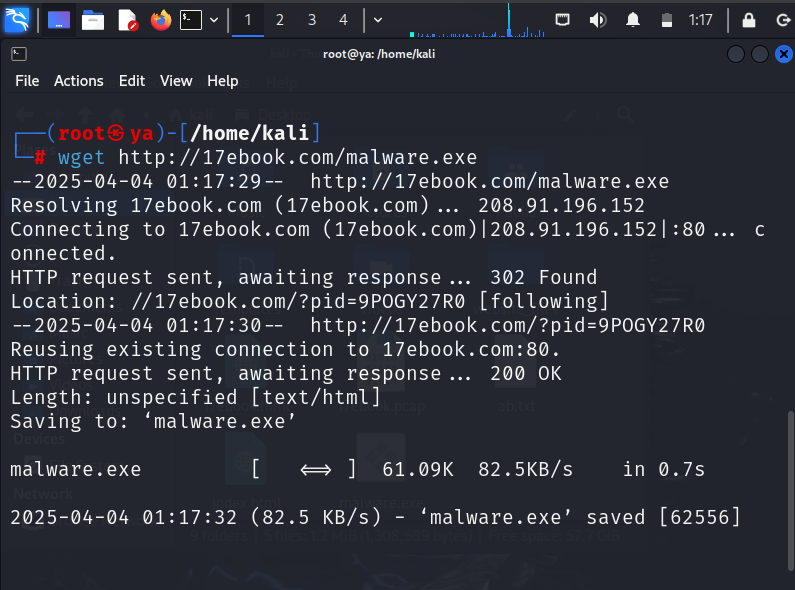 1 2 3 4 1:17
root@ya: /home/kali
File Actions Edit View Help
┌──(root㉿ya)-[/home/kali]
└─# wget http://17ebook.com/malware.exe
--2025-04-04 01:17:29-- http://17ebook.com/malware.exe
Resolving 17ebook.com (17ebook.com)... 208.91.196.152
Connecting to 17ebook.com (17ebook.com)|208.91.196.152|:80... c
onnected.
HTTP request sent, awaiting response... 302 Found
Location: //17ebook.com/?pid=9POGY27R0 [following]
--2025-04-04 01:17:30-- http://17ebook.com/?pid=9POGY27R0
Reusing existing connection to 17ebook.com:80.
HTTP request sent, awaiting response... 200 OK
Length: unspecified [text/html]
Saving to: ‘malware.exe’
malware.exe [ <=> ] 61.09K 82.5KB/s in 0.7s
2025-04-04 01:17:32 (82.5 KB/s) - ‘malware.exe’ saved [62556]